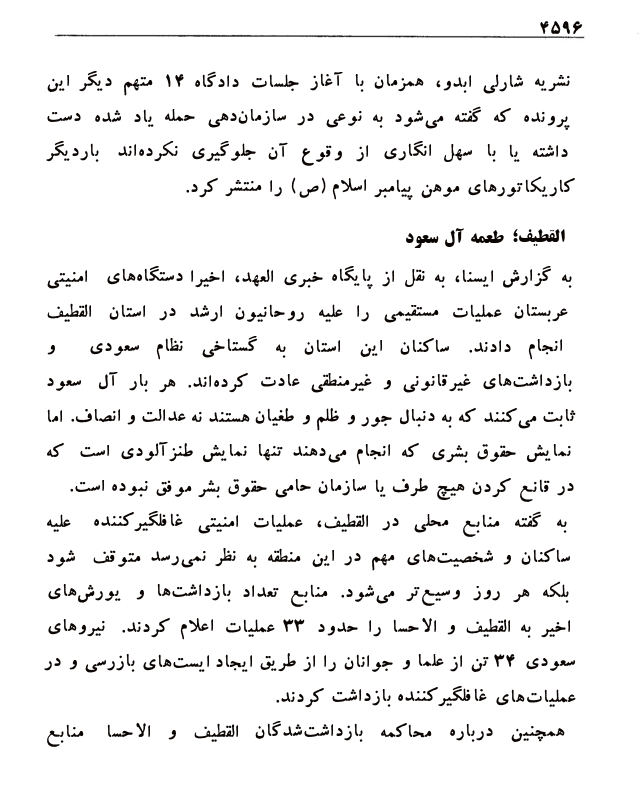 ۴۵۹۶
نشریه شارلی ابدو، همزمان با آغاز جلسات دادگاه ۱۴ متهم دیگر این
پرونده که گفته می‌شود به نوعی در سازمان‌دهی حمله یاد شده دست
داشته یا با سهل انگاری از وقوع آن جلوگیری نکرده‌اند باردیگر
کاریکاتورهای موهن پیامبر اسلام (ص) را منتشر کرد.
القطیف؛ طعمه آل سعود
به گزارش ایسنا، به نقل از پایگاه خبری العهد، اخیرا دستگاه‌های امنیتی
عربستان عملیات مستقیمی را علیه روحانیون ارشد در استان القطیف
انجام دادند. ساکنان این استان به گستاخی نظام سعودی و
بازداشت‌های غیرقانونی و غیرمنطقی عادت کرده‌اند. هر بار آل سعود
ثابت می‌کنند که به دنبال جور و ظلم و طغیان هستند نه عدالت و انصاف. اما
نمایش حقوق بشری که انجام می‌دهند تنها نمایش طنزآلودی است که
در قانع کردن هیچ طرف یا سازمان حامی حقوق بشر موفق نبوده است.
به گفته منابع محلی در القطیف، عملیات امنیتی غافلگیرکننده علیه
ساکنان و شخصیت‌های مهم در این منطقه به نظر نمی‌رسد متوقف شود
بلکه هر روز وسیع‌تر می‌شود. منابع تعداد بازداشت‌ها و یورش‌های
اخیر به القطیف و الاحسا را حدود ۳۳ عملیات اعلام کردند. نیروهای
سعودی ۳۴ تن از علما و جوانان را از طریق ایجاد ایست‌های بازرسی و در
عملیات‌های غافلگیرکننده بازداشت کردند.
همچنین درباره محاکمه بازداشت‌شدگان القطیف و الاحسا منابع